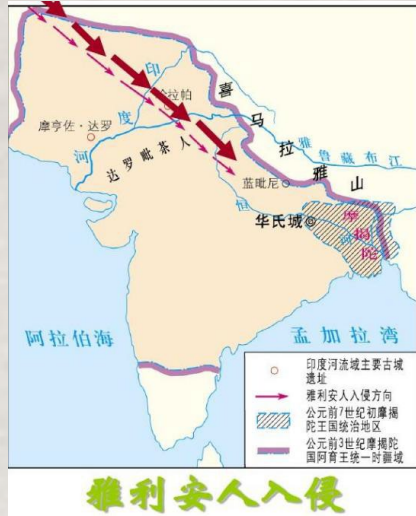 印
度
河
哈拉帕
摩亨佐·达罗
达罗毗茶人
喜马拉雅山
雅鲁藏布江
蓝毗尼
恒
河
华氏城
摩揭陀
阿拉伯海
孟加拉湾
印度河流域主要古城
遗址
雅利安人入侵方向
公元前7世纪初摩揭
陀王国统治地区
公元前3世纪摩揭陀
国阿育王统一时疆域
雅利安人入侵